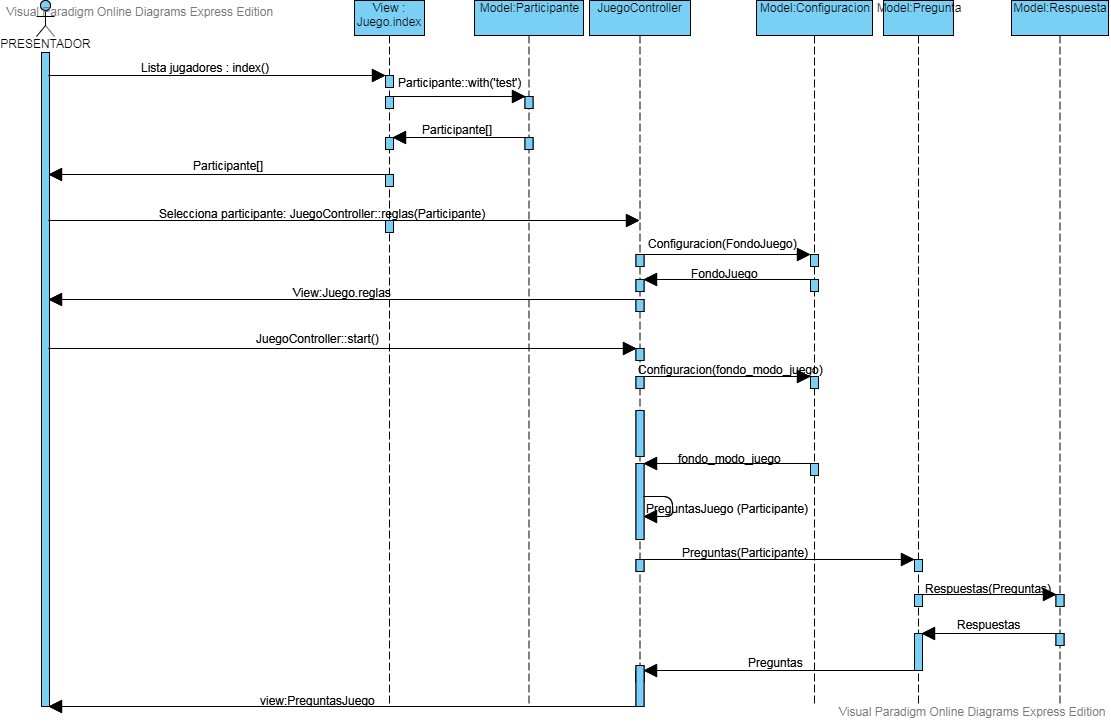 Visual Paradigm Online Diagrams Express Edition
PRESENTADOR
View :
Juego.index
Model:Participante
JuegoController
Model:Configuracion
Model:Pregunta
Model:Respuesta
Lista jugadores : index()
Participante::with('test')
Participante[]
Participante[]
Selecciona participante: JuegoController::reglas(Participante)
Configuracion(FondoJuego)
FondoJuego
View:Juego.reglas
JuegoController::start()
Configuracion(fondo_modo_juego)
fondo_modo_juego
PreguntasJuego (Participante)
Preguntas(Participante)
Respuestas(Preguntas)
Respuestas
Preguntas
view:PreguntasJuego
Visual Paradigm Online Diagrams Express Edition